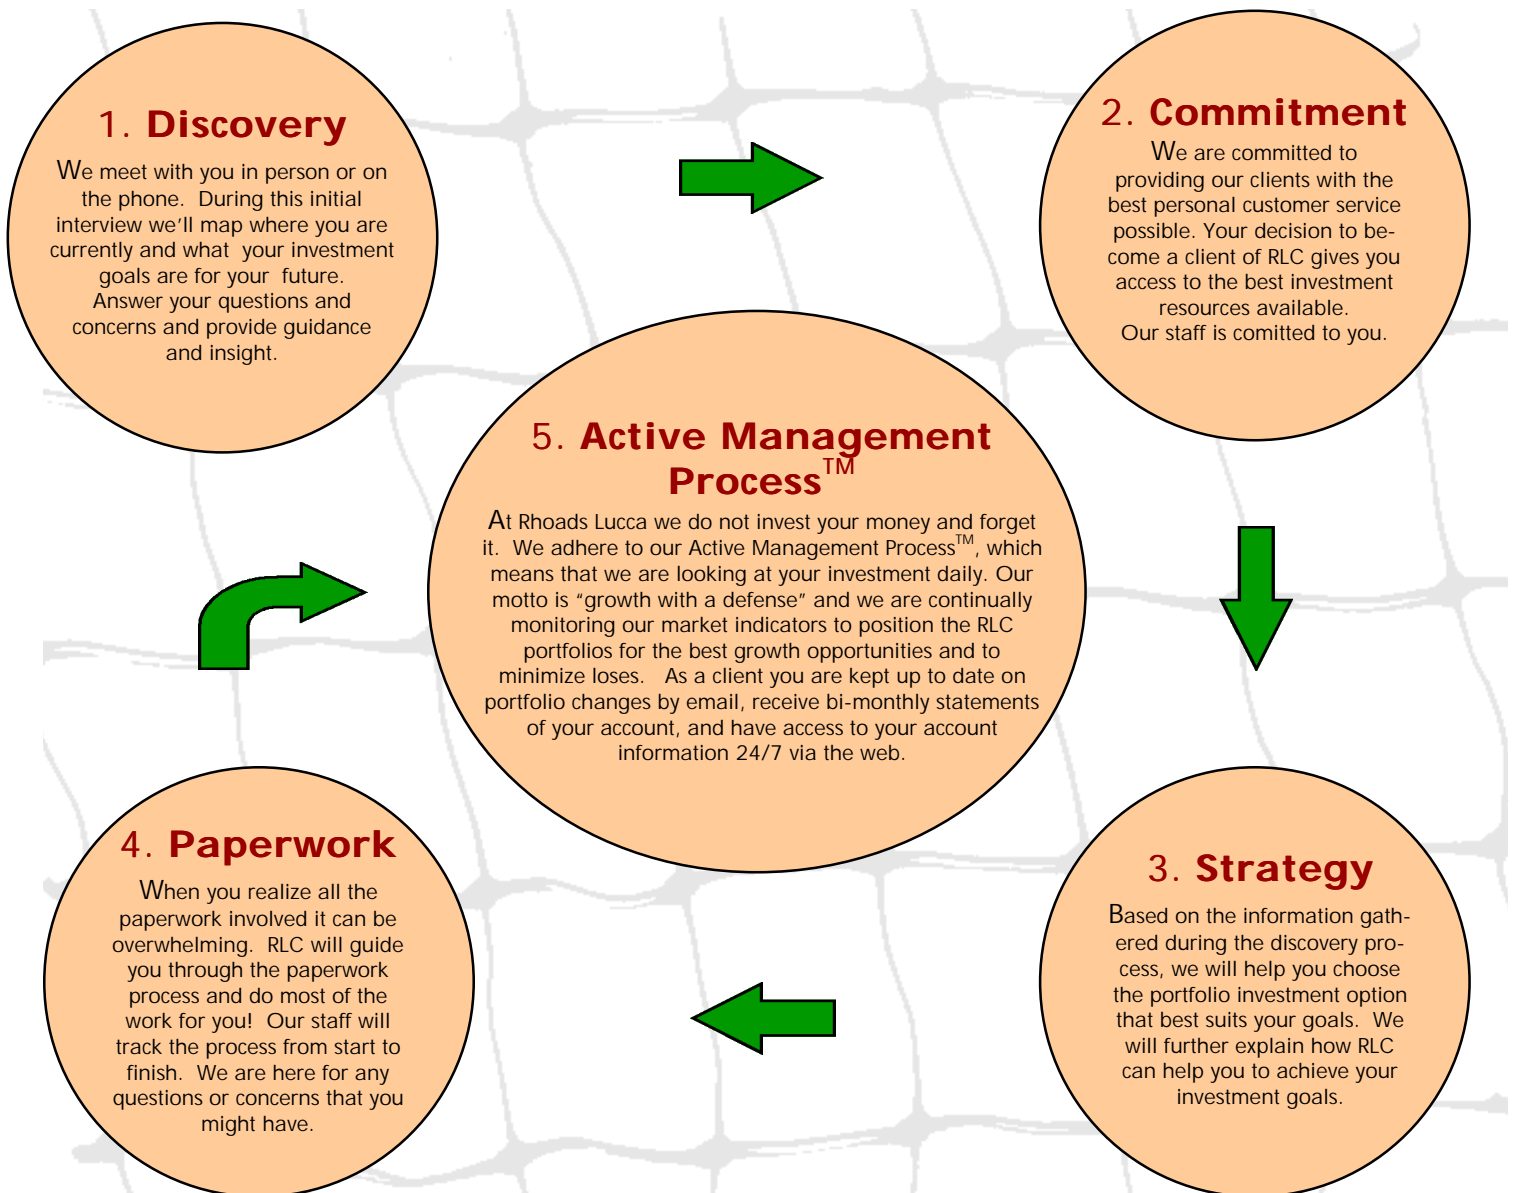 1. Discovery
We meet with you in person or on
the phone.  During this initial
interview we'll map where you are
currently and what  your investment
goals are for your  future.
Answer your questions and
concerns and provide guidance
and insight.
2. Commitment
We are committed to
providing our clients with the
best personal customer service
possible. Your decision to be-
come a client of RLC gives you
access to the best investment
resources available.
Our staff is comitted to you.
3. Strategy
Based on the information gath-
ered during the discovery pro-
cess, we will help you choose
the portfolio investment option
that best suits your goals.  We
will further explain how RLC
can help you to achieve your
investment goals.
4. Paperwork
When you realize all the
paperwork involved it can be
overwhelming.  RLC will guide
you through the paperwork
process and do most of the
work for you!  Our staff will
track the process from start to
finish.  We are here for any
questions or concerns that you
might have.
5. Active Management
Process™
At Rhoads Lucca we do not invest your money and forget
it.  We adhere to our Active Management Process™, which
means that we are looking at your investment daily. Our
motto is “growth with a defense” and we are continually
monitoring our market indicators to position the RLC
portfolios for the best growth opportunities and to
minimize loses.   As a client you are kept up to date on
portfolio changes by email, receive bi-monthly statements
of your account, and have access to your account
information 24/7 via the web.